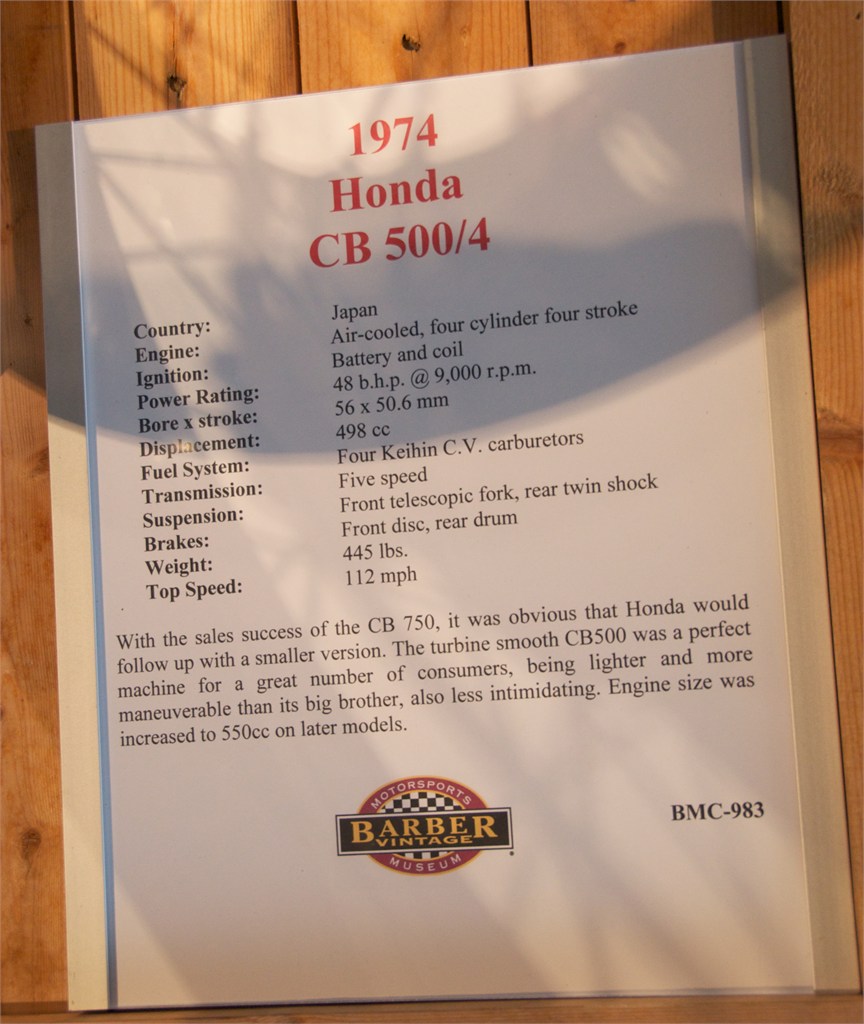 1974
Honda
CB 500/4
Country: Japan
Engine: Air-cooled, four cylinder four stroke
Ignition: Battery and coil
Power Rating: 48 b.h.p. @ 9,000 r.p.m.
Bore x stroke: 56 x 50.6 mm
Displacement: 498 cc
Fuel System: Four Keihin C.V. carburetors
Transmission: Five speed
Suspension: Front telescopic fork, rear twin shock
Brakes: Front disc, rear drum
Weight: 445 lbs.
Top Speed: 112 mph
With the sales success of the CB 750, it was obvious that Honda would
follow up with a smaller version. The turbine smooth CB500 was a perfect
machine for a great number of consumers, being lighter and more
maneuverable than its big brother, also less intimidating. Engine size was
increased to 550cc on later models.
MOTORSPORTS
BARBER
VINTAGE
MUSEUM
BMC-983